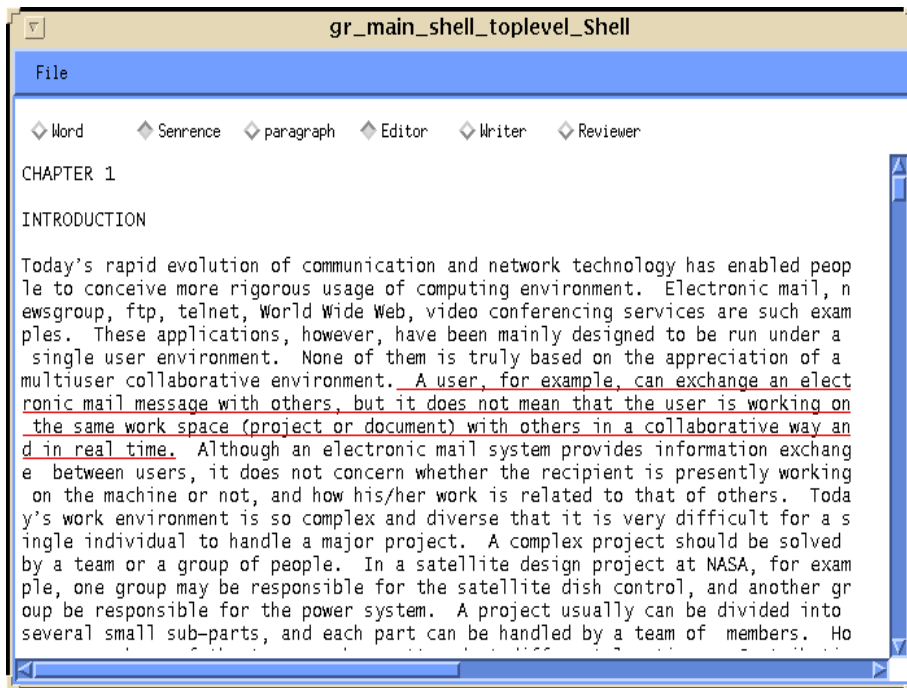 gr_main_shell_toplevel_Shell
File
Word Senrence paragraph Editor Writer Reviewer
CHAPTER 1
INTRODUCTION
Today's rapid evolution of communication and network technology has enabled peop
le to conceive more rigorous usage of computing environment.  Electronic mail, n
ewsgroup, ftp, telnet, World Wide Web, video conferencing services are such exam
ples.  These applications, however, have been mainly designed to be run under a
single user environment.  None of them is truly based on the appreciation of a
multiuser collaborative environment.  A user, for example, can exchange an elect
ronic mail message with others, but it does not mean that the user is working on
the same work space (project or document) with others in a collaborative way an
d in real time.  Although an electronic mail system provides information exchang
e  between users, it does not concern whether the recipient is presently working
on the machine or not, and how his/her work is related to that of others.  Toda
y's work environment is so complex and diverse that it is very difficult for a s
ingle individual to handle a major project.  A complex project should be solved
by a team or a group of people.  In a satellite design project at NASA, for exam
ple, one group may be responsible for the satellite dish control, and another gr
oup be responsible for the power system.  A project usually can be divided into
several small sub-parts, and each part can be handled by a team of  members.  Ho